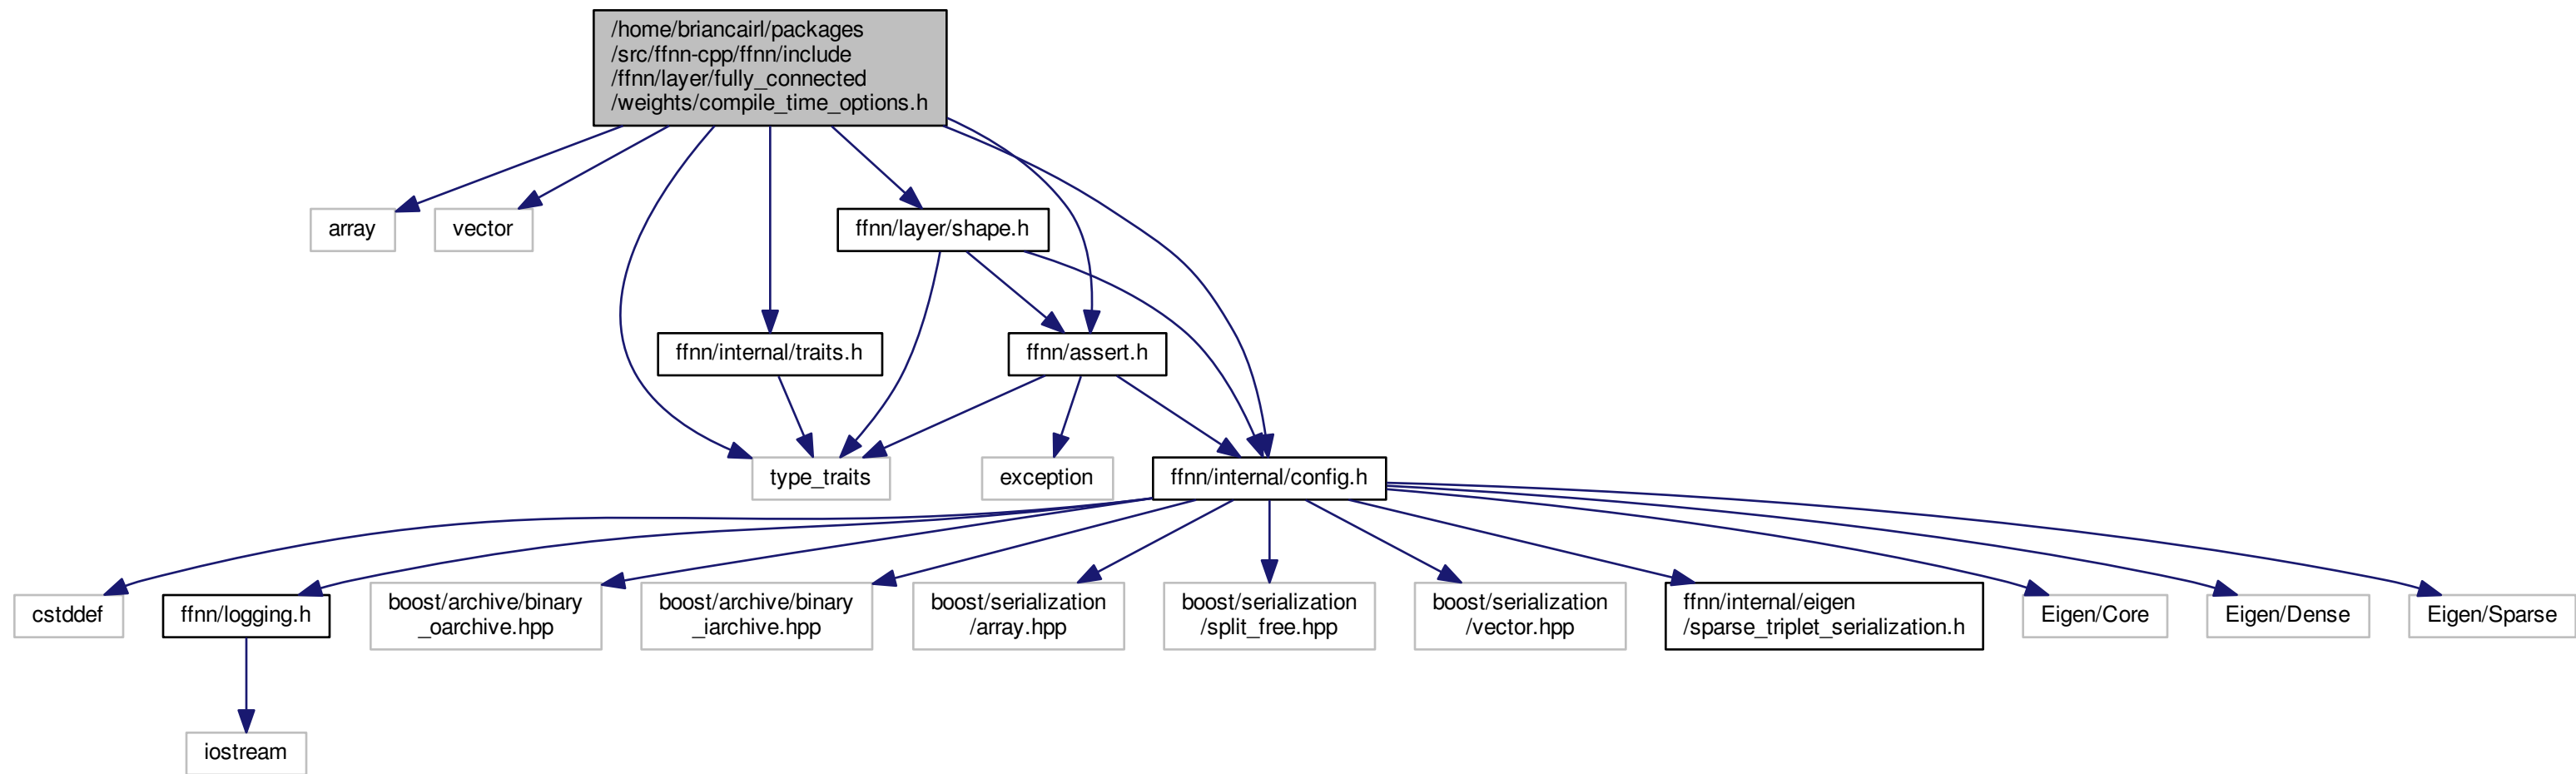 /home/briancairl/packages
/src/ffnn-cpp/ffnn/include
/ffnn/layer/fully_connected
/weights/compile_time_options.h
array
vector
ffnn/layer/shape.h
ffnn/internal/traits.h
ffnn/assert.h
type_traits
exception
ffnn/internal/config.h
cstddef
ffnn/logging.h
boost/archive/binary
_oarchive.hpp
boost/archive/binary
_iarchive.hpp
boost/serialization
/array.hpp
boost/serialization
/split_free.hpp
boost/serialization
/vector.hpp
ffnn/internal/eigen
/sparse_triplet_serialization.h
Eigen/Core
Eigen/Dense
Eigen/Sparse
iostream